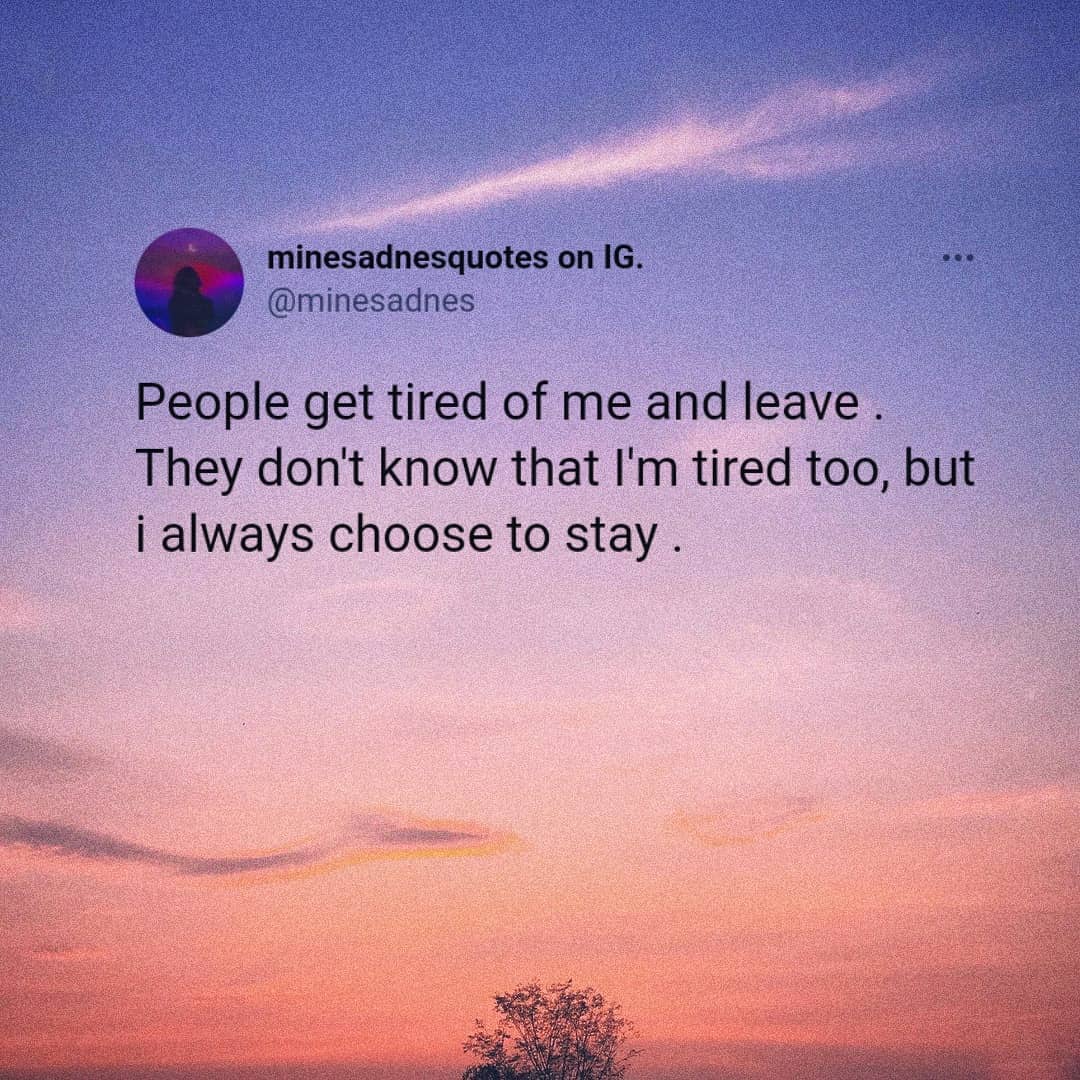 minesadnesquotes on IG.
@minesadnes
People get tired of me and leave .
They don't know that I'm tired too, but
i always choose to stay .